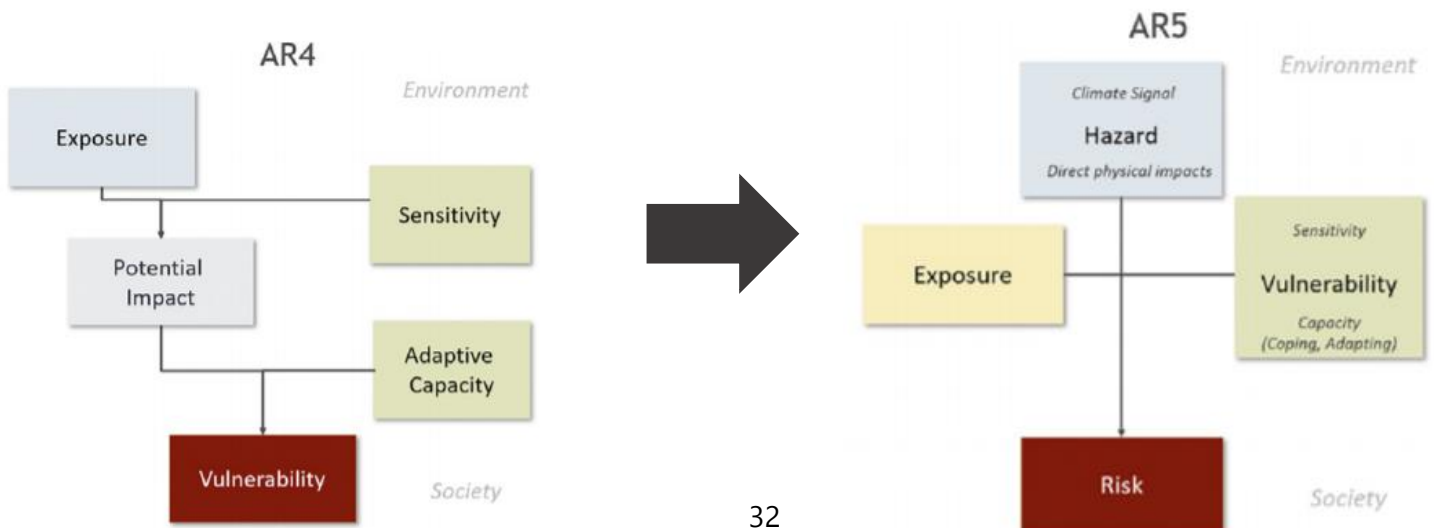 AR4
Environment
Exposure
Sensitivity
Potential
Impact
Adaptive
Capacity
Vulnerability
Society
AR5
Environment
Climate Signal
Hazard
Direct physical impacts
Exposure
Sensitivity
Vulnerability
Capacity
(Coping, Adapting)
Risk
Society
32